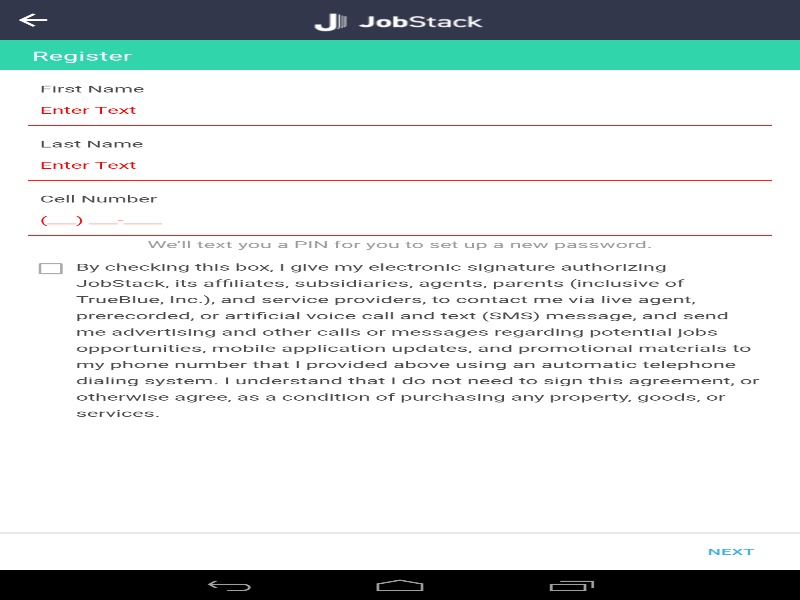 JobStack
Register
First Name
Enter Text
Last Name
Enter Text
Cell Number
(___) ___-____
We'll text you a PIN for you to set up a new password.
By checking this box, I give my electronic signature authorizing
JobStack, its affiliates, subsidiaries, agents, parents (inclusive of
TrueBlue, Inc.), and service providers, to contact me via live agent,
prerecorded, or artificial voice call and text (SMS) message, and send
me advertising and other calls or messages regarding potential jobs
opportunities, mobile application updates, and promotional materials to
my phone number that I provided above using an automatic telephone
dialing system. I understand that I do not need to sign this agreement, or
otherwise agree, as a condition of purchasing any property, goods, or
services.
NEXT